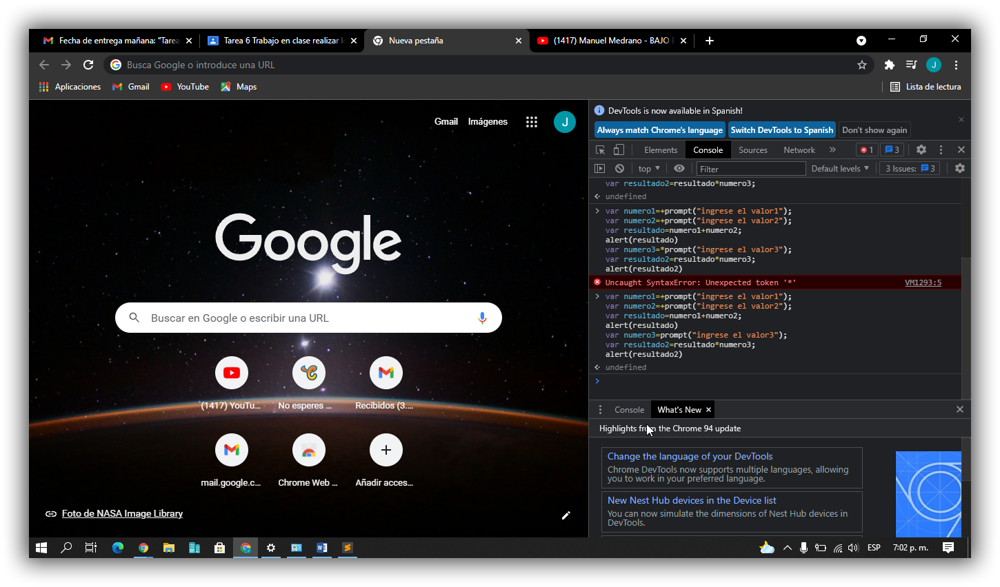 Fecha de entrega mañana: "Tarea
Tarea 6 Trabajo en clase realizar l
Nueva pestaña
(1417) Manuel Medrano - BAJO E
Busca Google o introduce una URL
J
Aplicaciones
Gmail
YouTube
Maps
Lista de lectura
Gmail
Imágenes
J
Google
Buscar en Google o escribir una URL
(1417) YouTu...
No esperes ...
Recibidos (3....
mail.google.c...
Chrome Web ...
Añadir acces...
Foto de NASA Image Library
DevTools is now available in Spanish!
Always match Chrome's language
Switch DevTools to Spanish
Don't show again
Elements
Console
Sources
Network
1
3
top
Filter
Default levels
3 Issues:
3
var resultado2=resultado*numero3;
undefined
var numero1=+prompt("ingrese el valor1");
var numero2=+prompt("ingrese el valor2");
var resultado=numero1+numero2;
alert(resultado)
var numero3=*prompt("ingrese el valor3");
var resultado2=resultado*numero3;
alert(resultado2)
Uncaught SyntaxError: Unexpected token '*'
VM1293:5
var numero1=+prompt("ingrese el valor1");
var numero2=+prompt("ingrese el valor2");
var resultado=numero1+numero2;
alert(resultado)
var numero3=prompt("ingrese el valor3");
var resultado2=resultado*numero3;
alert(resultado2)
undefined
Console
What's New
Highlights from the Chrome 94 update
Change the language of your DevTools
Chrome DevTools now supports multiple languages, allowing
you to work in your preferred language.
New Nest Hub devices in the Device list
You can now simulate the dimensions of Nest Hub devices in
DevTools.
ESP
7:02 p. m.